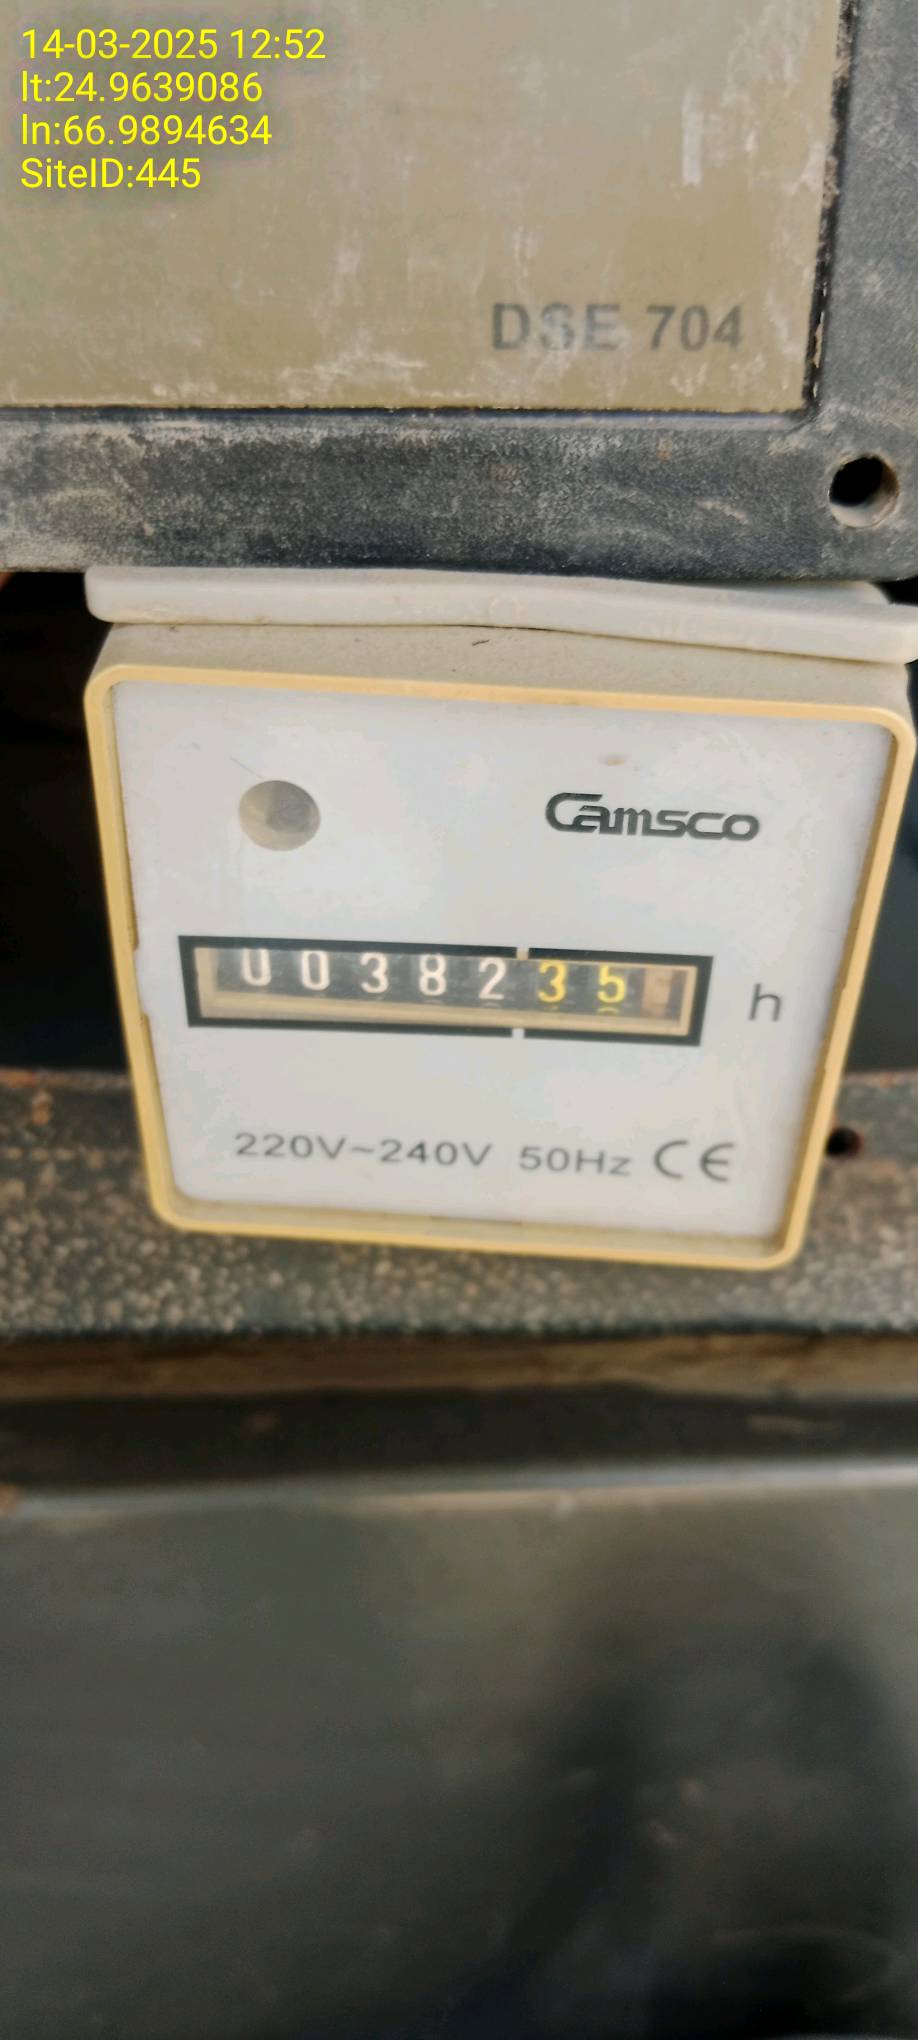 14-03-2025 12:52
lt:24.9639086
ln:66.9894634
SiteID:445
DSE 704
Camsco
0038235 h
220V~240V 50Hz CE